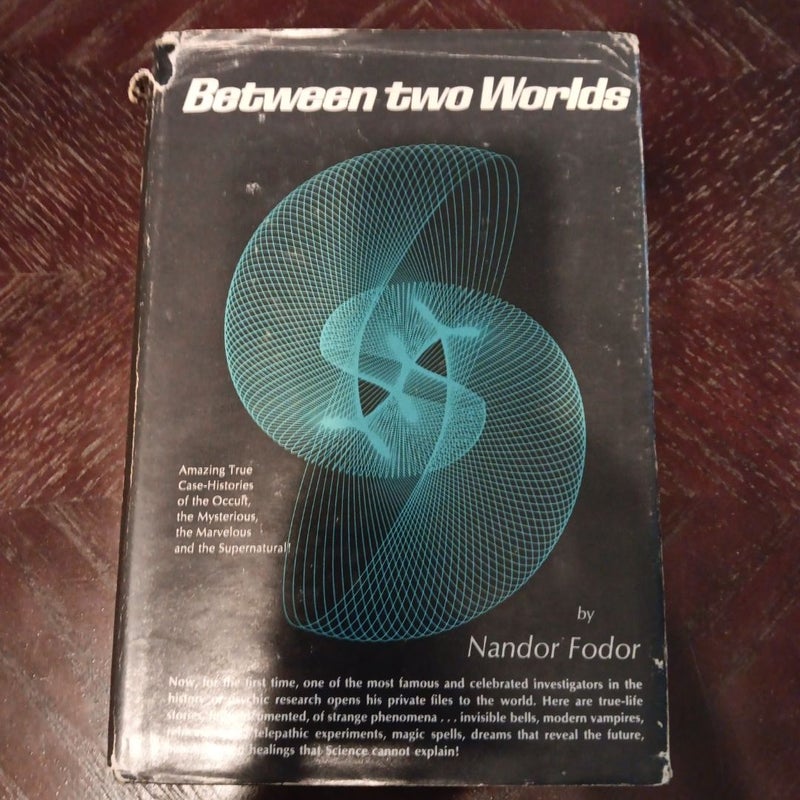 Between two Worlds
Amazing True
Case-Histories
of the Occult,
the Mysterious,
the Marvelous
and the Supernatural!
by
Nandor Fodor
Now, for the first time, one of the most famous and celebrated investigators in the
history of psychic research opens his private files to the world. Here are true-life
stories, documented, of strange phenomena . . . invisible bells, modern vampires,
telepathic experiments, magic spells, dreams that reveal the future,
healings that Science cannot explain!